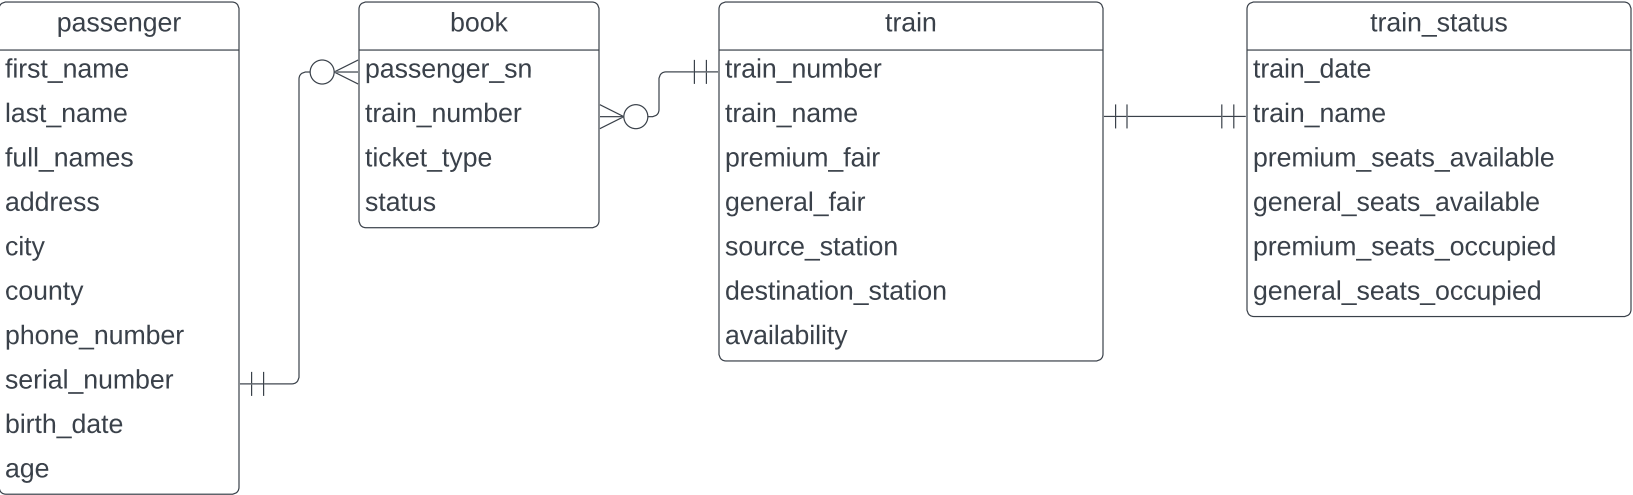 passenger
first_name
last_name
full_names
address
city
county
phone_number
serial_number
birth_date
age
book
passenger_sn
train_number
ticket_type
status
train
train_number
train_name
premium_fair
general_fair
source_station
destination_station
availability
train_status
train_date
train_name
premium_seats_available
general_seats_available
premium_seats_occupied
general_seats_occupied